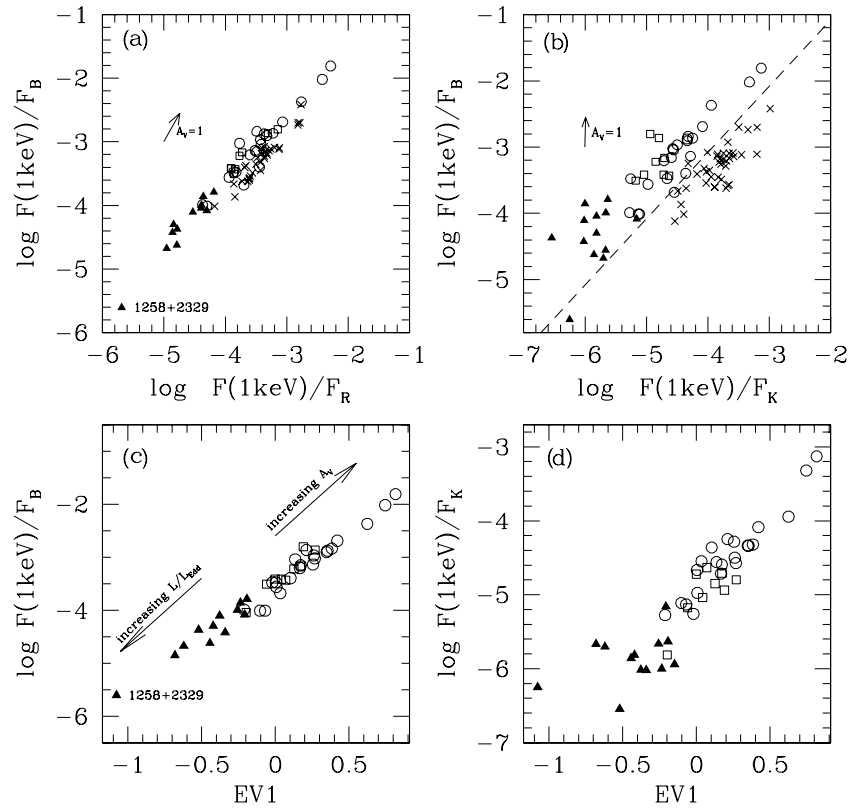 (a)
−1
−2
−3
−4
−5
−6
log F(1keV)/F_B
A_V=1
1258+2329
−6 −5 −4 −3 −2 −1
log F(1keV)/F_R
(b)
−1
−2
−3
−4
−5
log F(1keV)/F_B
A_V=1
−7 −6 −5 −4 −3 −2
log F(1keV)/F_K
(c)
−2
−4
−6
log F(1keV)/F_B
increasing A_V
increasing L/L_Edd
1258+2329
−1 −0.5 0 0.5
EV1
(d)
−3
−4
−5
−6
−7
log F(1keV)/F_K
−1 −0.5 0 0.5
EV1